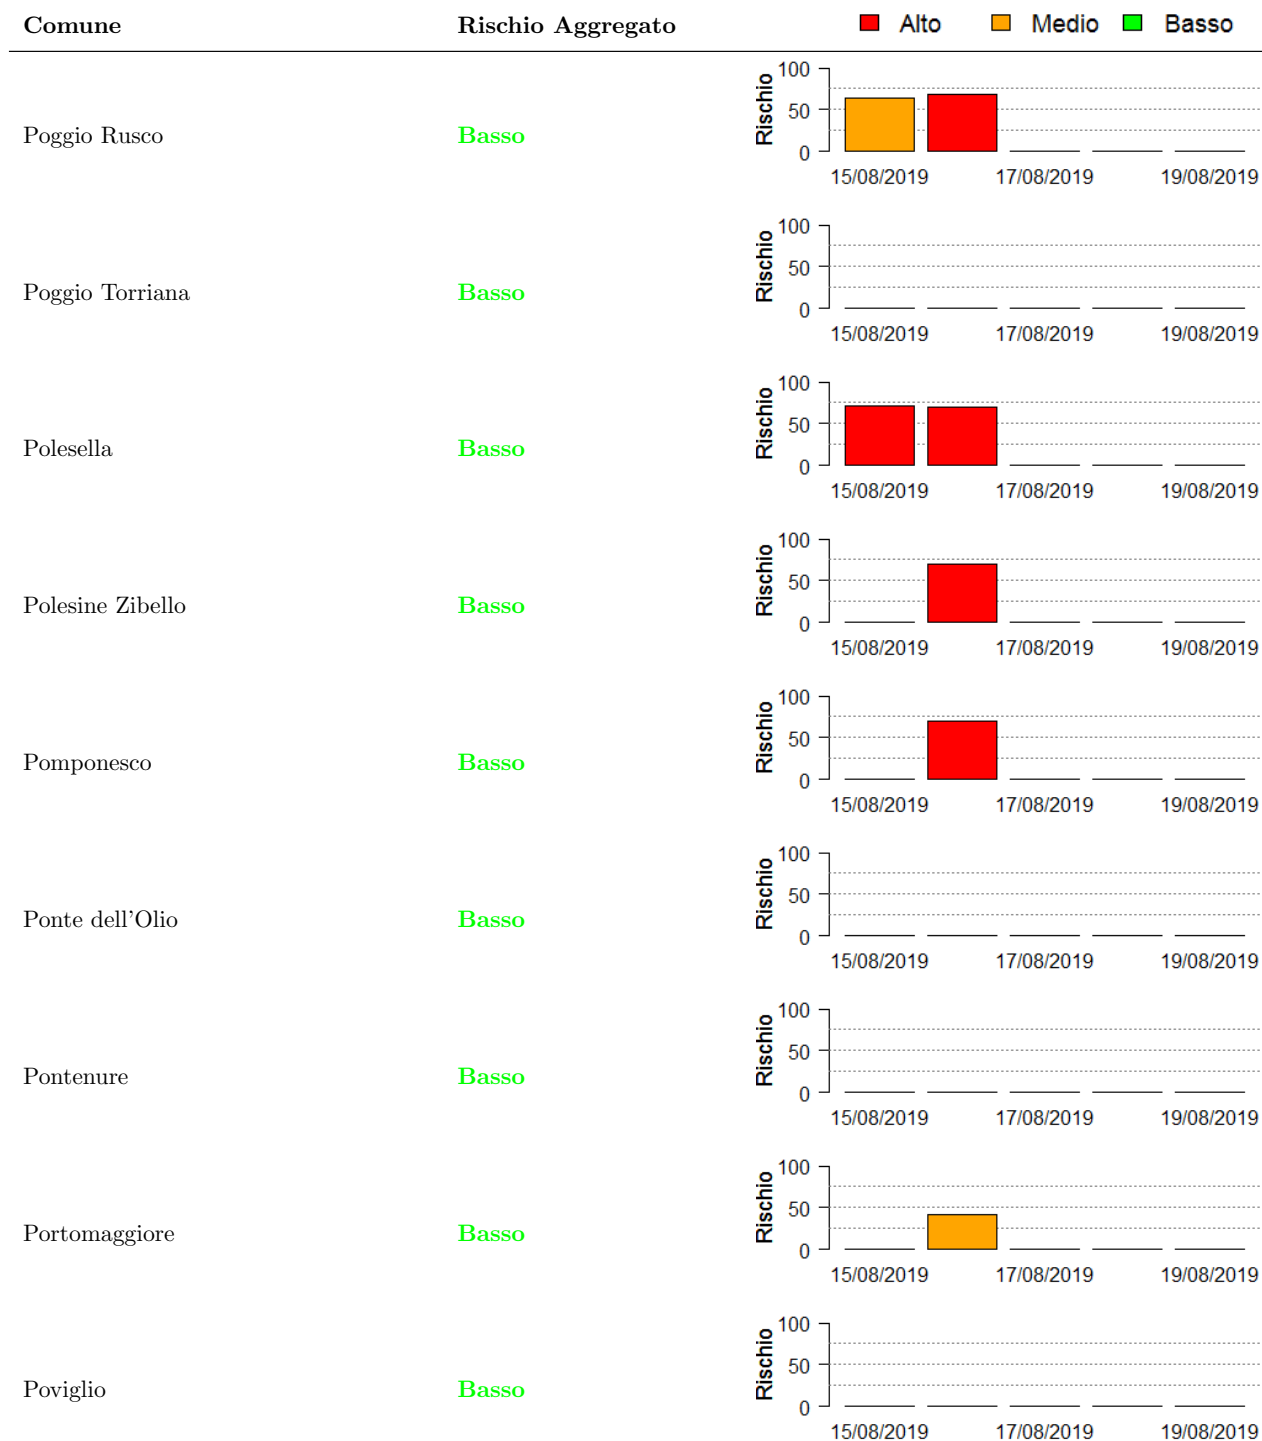 Comune Rischio Aggregato Alto Medio Basso
100
50
0
Rischio
Poggio Rusco Basso
15/08/2019 17/08/2019 19/08/2019
100
50
0
Rischio
Poggio Torriana Basso
15/08/2019 17/08/2019 19/08/2019
100
50
0
Rischio
Polesella Basso
15/08/2019 17/08/2019 19/08/2019
100
50
0
Rischio
Polesine Zibello Basso
15/08/2019 17/08/2019 19/08/2019
100
50
0
Rischio
Pomponesco Basso
15/08/2019 17/08/2019 19/08/2019
100
50
0
Rischio
Ponte dell'Olio Basso
15/08/2019 17/08/2019 19/08/2019
100
50
0
Rischio
Pontenure Basso
15/08/2019 17/08/2019 19/08/2019
100
50
0
Rischio
Portomaggiore Basso
15/08/2019 17/08/2019 19/08/2019
100
50
0
Rischio
Poviglio Basso
15/08/2019 17/08/2019 19/08/2019